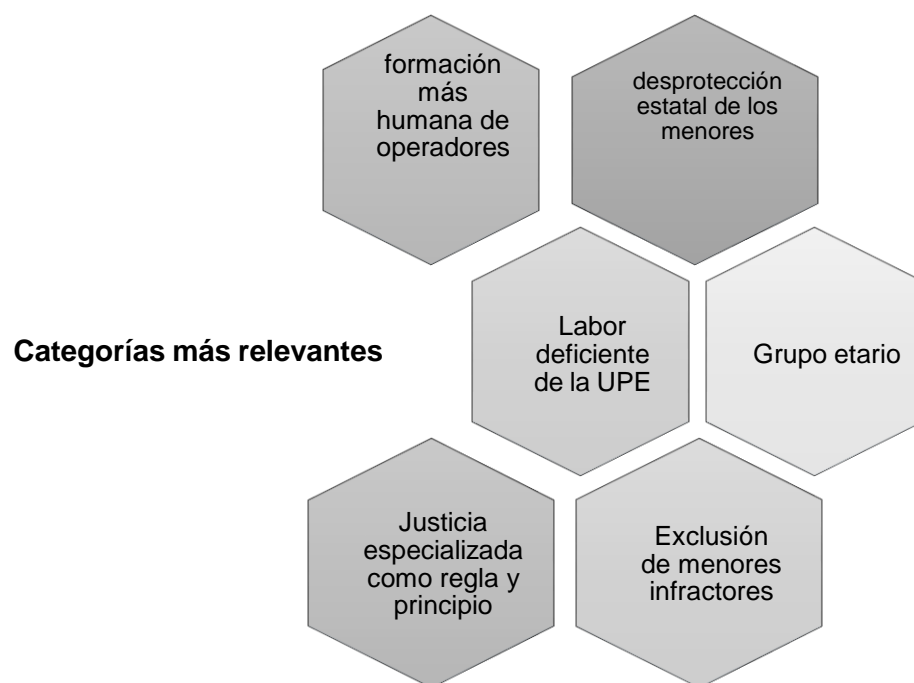 formación
más
humana de
operadores
desprotección
estatal de los
menores
Categorías más relevantes
Labor
deficiente
de la UPE
Grupo etario
Justicia
especializada
como regla y
principio
Exclusión
de menores
infractores